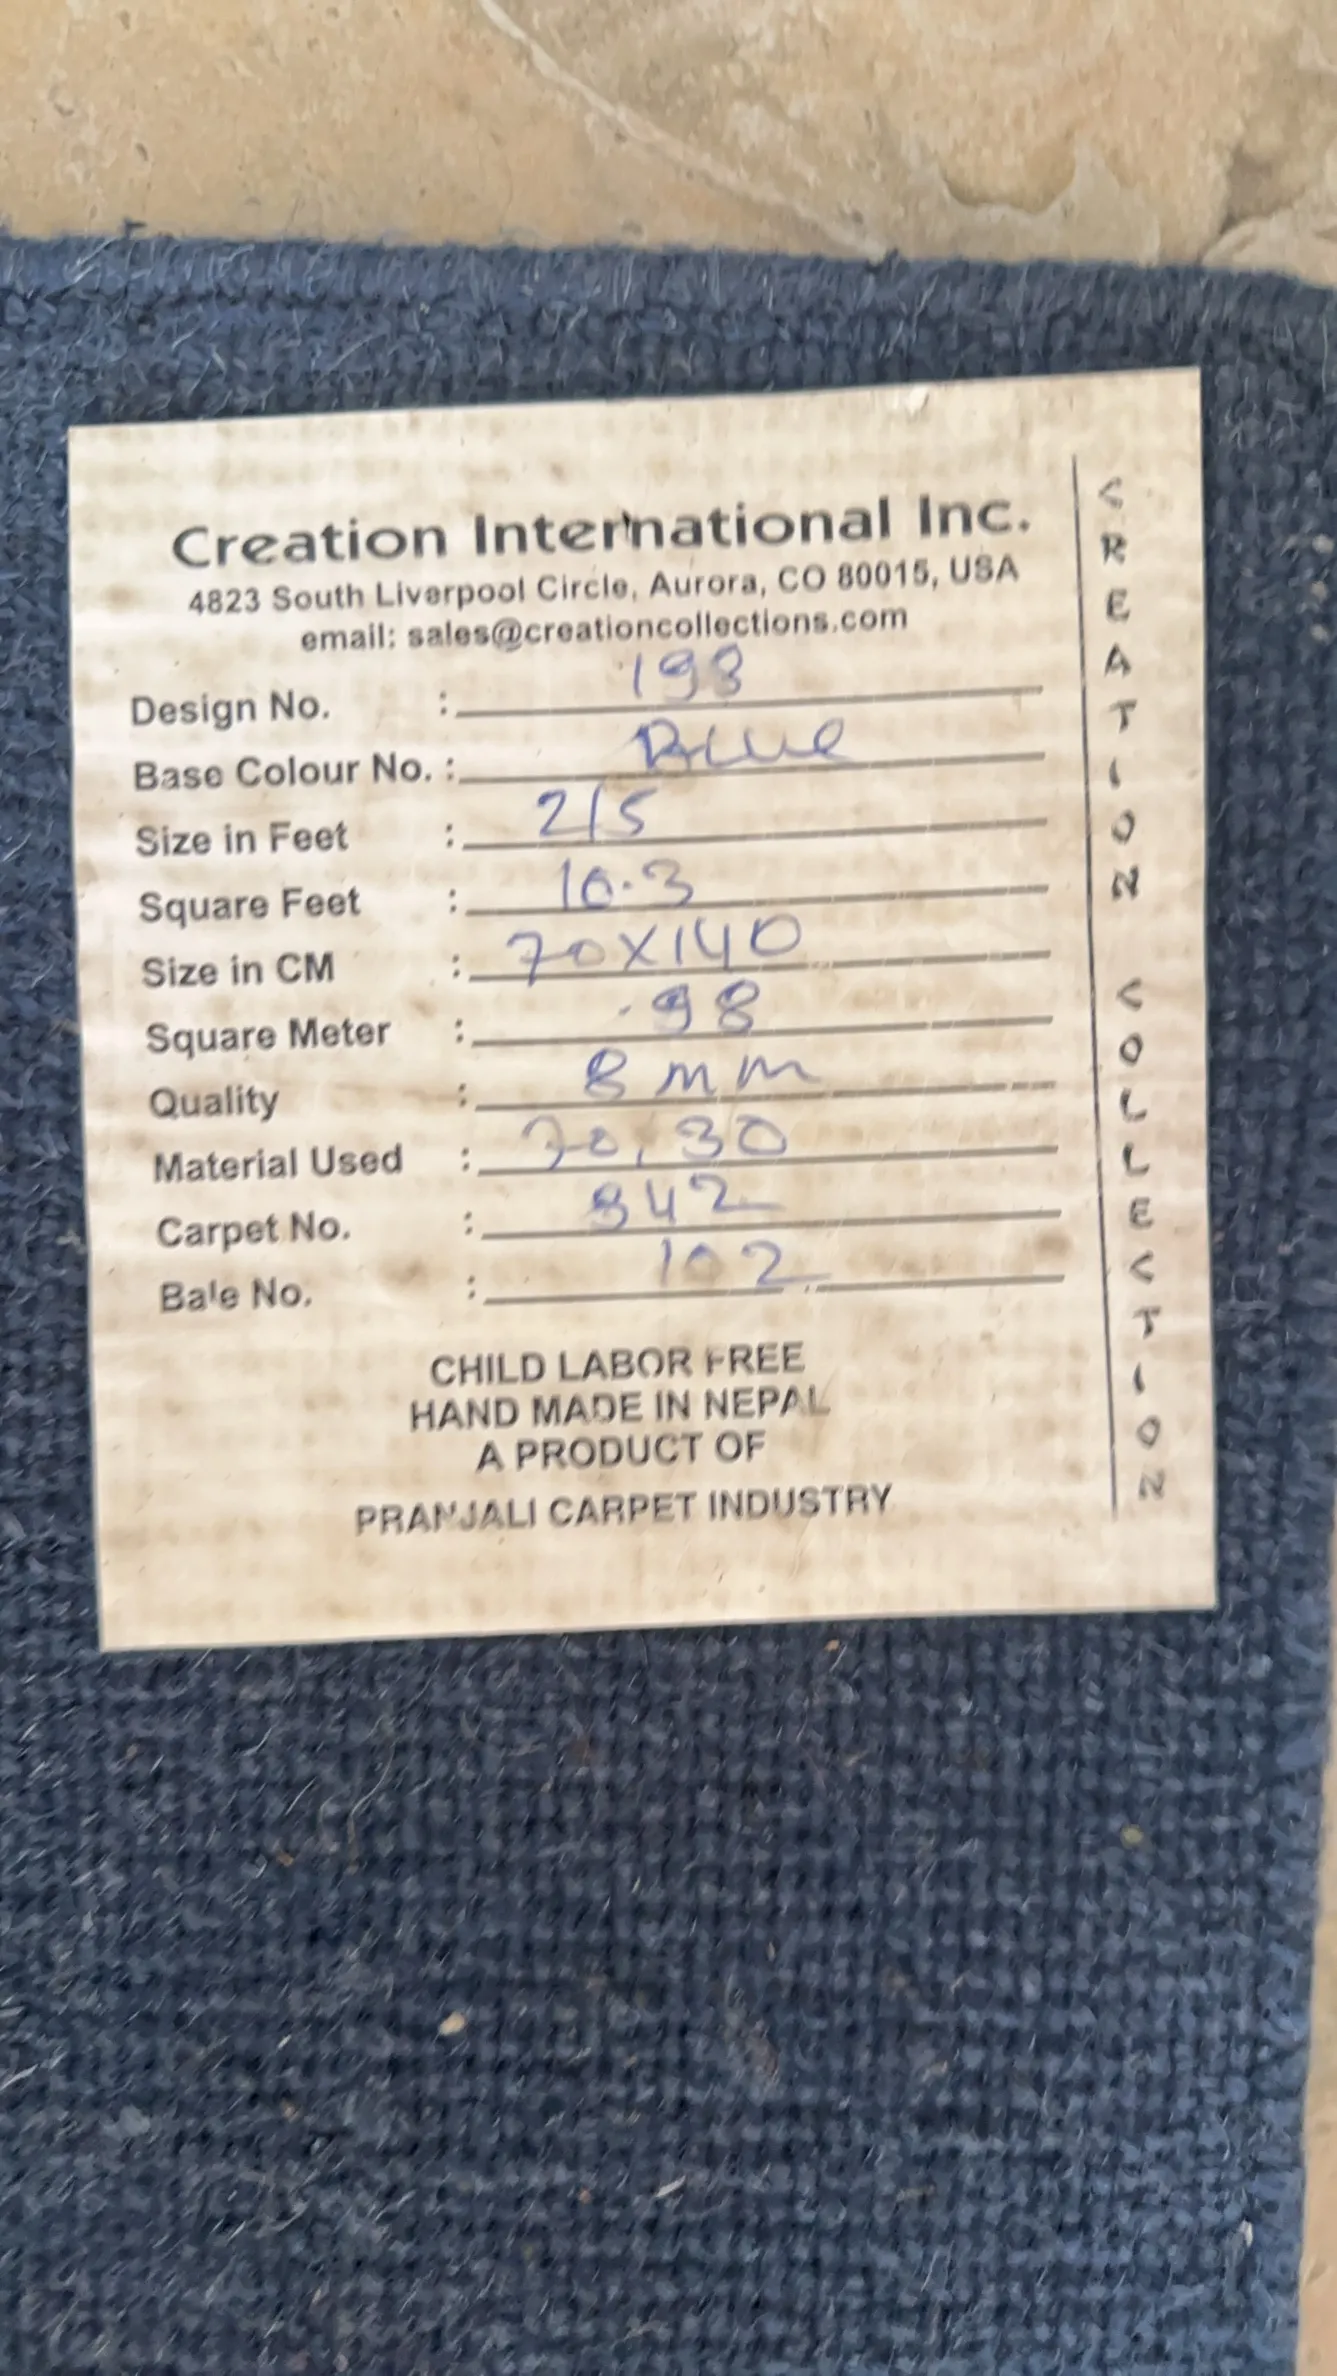 Creation International Inc.
4823 South Liverpool Circle, Aurora, CO 80015, USA
email: sales@creationcollections.com
Design No. : 198
Base Colour No. : Blue
Size in Feet : 2/5
Square Feet : 10.3
Size in CM : 70X140
Square Meter : .98
Quality : 8 mm
Material Used : 70, 30
Carpet No. : 842
Bale No. : 102
CHILD LABOR FREE
HAND MADE IN NEPAL
A PRODUCT OF
PRANJALI CARPET INDUSTRY
CREATION COLLECTION